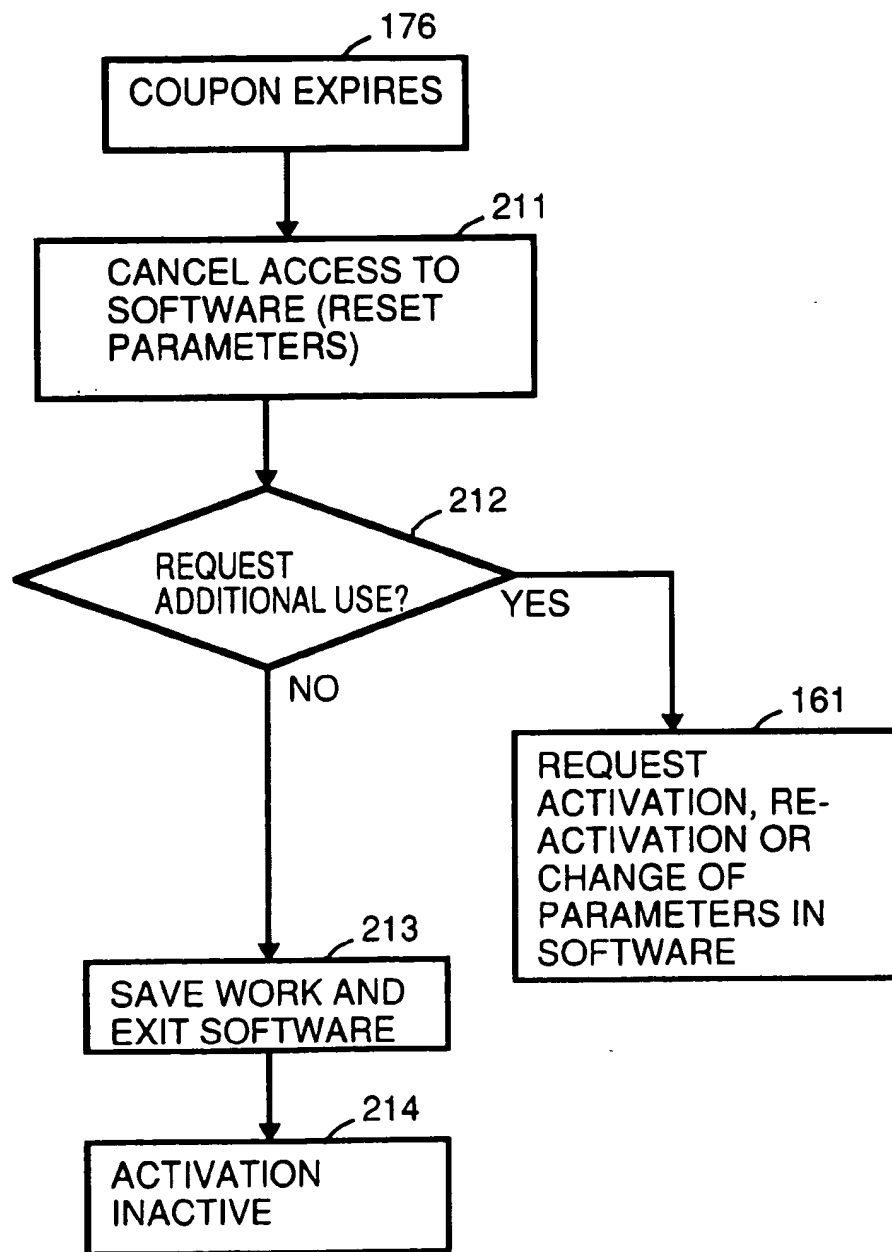 176
COUPON EXPIRES
211
CANCEL ACCESS TO
SOFTWARE (RESET
PARAMETERS)
212
REQUEST
ADDITIONAL USE?
YES
NO
161
REQUEST
ACTIVATION, RE-
ACTIVATION OR
CHANGE OF
PARAMETERS IN
SOFTWARE
213
SAVE WORK AND
EXIT SOFTWARE
214
ACTIVATION
INACTIVE